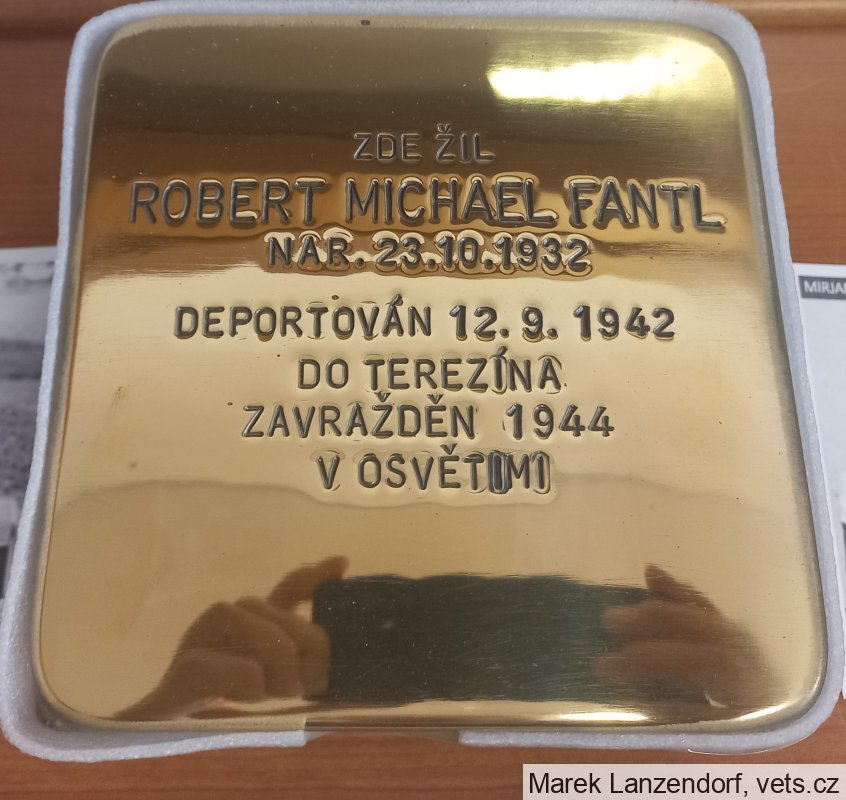 ZDE ŽIL
ROBERT MICHAEL FANTL
NAR. 23.10.1932
DEPORTOVÁN 12. 9. 1942
DO TEREZÍNA
ZAVRAŽDĚN 1944
V OSVĚTIMI
MIRJAM
Marek Lanzendorf, vets.cz